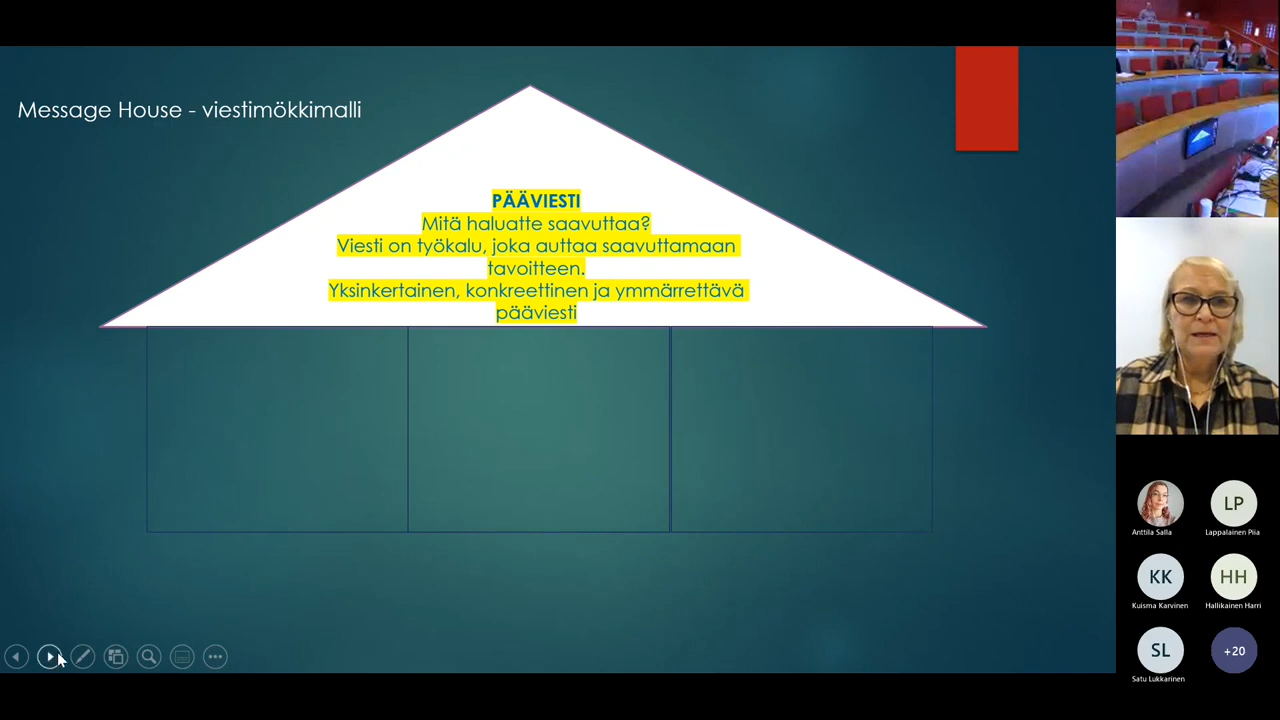 Message House - viestimökkimalli
PÄÄVIESTI
Mitä haluatte saavuttaa?
Viesti on työkalu, joka auttaa saavuttamaan
tavoitteen.
Yksinkertainen, konkreettinen ja ymmärrettävä
pääviesti
LP
Anttila Salla
Lappalainen Piia
KK
HH
Kuisma Karvinen
Hallikainen Harri
SL
+20
Satu Lukkarinen